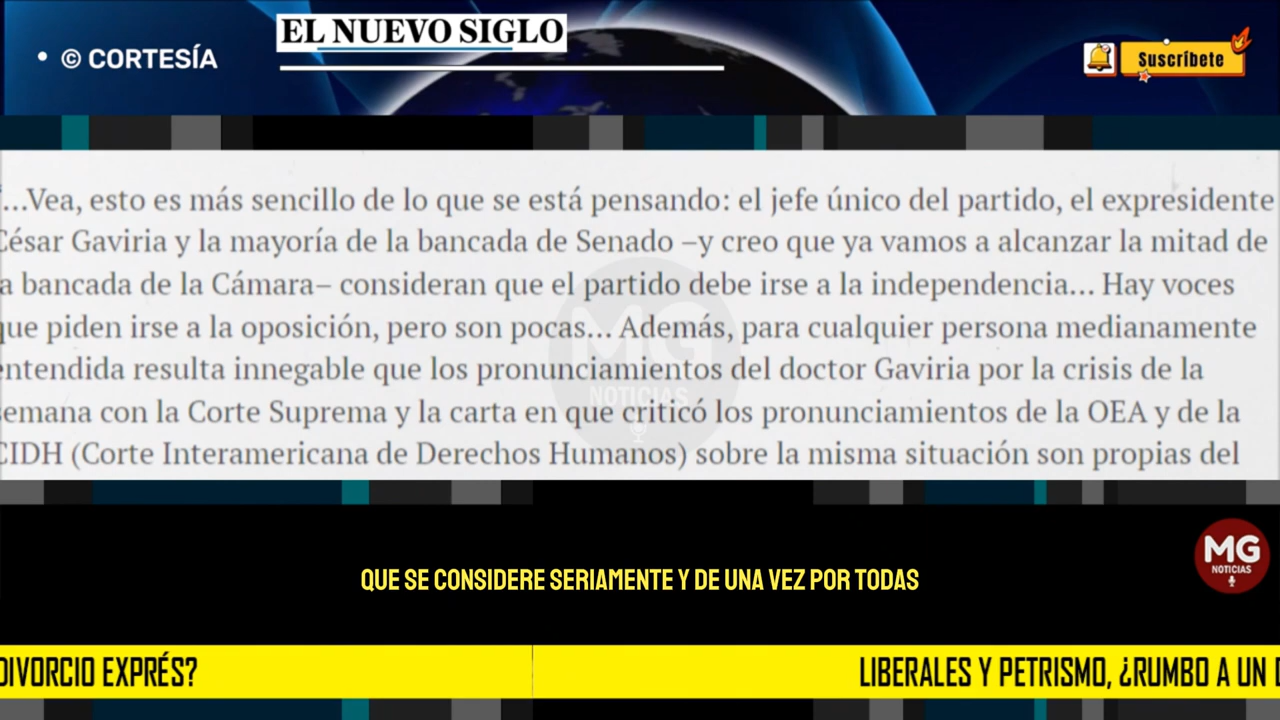 EL NUEVO SIGLO
• © CORTESÍA
Suscríbete
"...Vea, esto es más sencillo de lo que se está pensando: el jefe único del partido, el expresidente
César Gaviria y la mayoría de la bancada de Senado –y creo que ya vamos a alcanzar la mitad de
la bancada de la Cámara– consideran que el partido debe irse a la independencia... Hay voces
que piden irse a la oposición, pero son pocas... Además, para cualquier persona medianamente
entendida resulta innegable que los pronunciamientos del doctor Gaviria por la crisis de la
semana con la Corte Suprema y la carta en que criticó los pronunciamientos de la OEA y de la
CIDH (Corte Interamericana de Derechos Humanos) sobre la misma situación son propias del
MG
NOTICIAS
MG
NOTICIAS
QUE SE CONSIDERE SERIAMENTE Y DE UNA VEZ POR TODAS
DIVORCIO EXPRÉS?
LIBERALES Y PETRISMO, ¿RUMBO A UN D